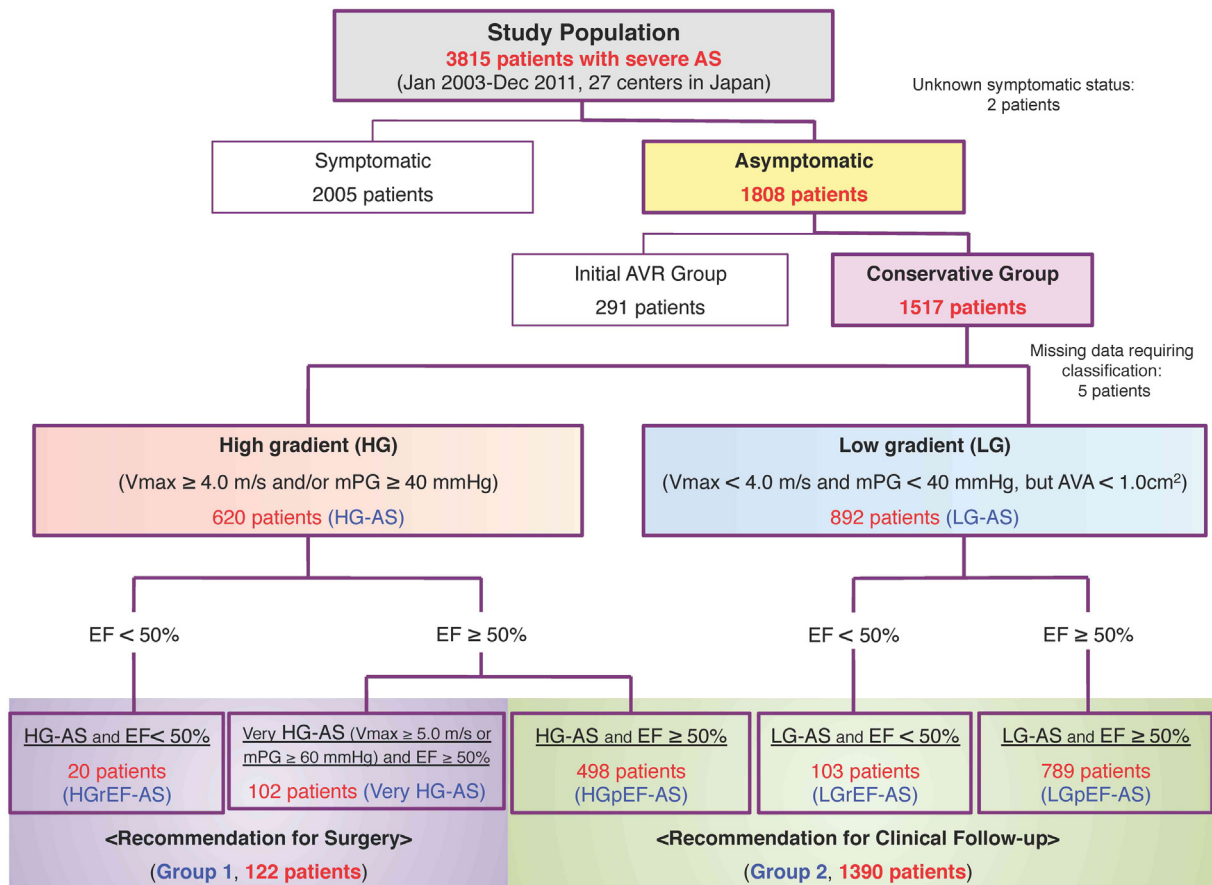 Study Population
3815 patients with severe AS
(Jan 2003-Dec 2011, 27 centers in Japan)
Unknown symptomatic status:
2 patients
Symptomatic
2005 patients
Asymptomatic
1808 patients
Initial AVR Group
291 patients
Conservative Group
1517 patients
Missing data requiring
classification:
5 patients
High gradient (HG)
(Vmax ≥ 4.0 m/s and/or mPG ≥ 40 mmHg)
620 patients (HG-AS)
Low gradient (LG)
(Vmax < 4.0 m/s and mPG < 40 mmHg, but AVA < 1.0cm²)
892 patients (LG-AS)
EF < 50%
EF ≥ 50%
EF < 50%
EF ≥ 50%
HG-AS and EF< 50%
20 patients
(HGrEF-AS)
Very HG-AS (Vmax ≥ 5.0 m/s or
mPG ≥ 60 mmHg) and EF ≥ 50%
102 patients (Very HG-AS)
HG-AS and EF ≥ 50%
498 patients
(HGpEF-AS)
LG-AS and EF < 50%
103 patients
(LGrEF-AS)
LG-AS and EF ≥ 50%
789 patients
(LGpEF-AS)
<Recommendation for Surgery>
(Group 1, 122 patients)
<Recommendation for Clinical Follow-up>
(Group 2, 1390 patients)